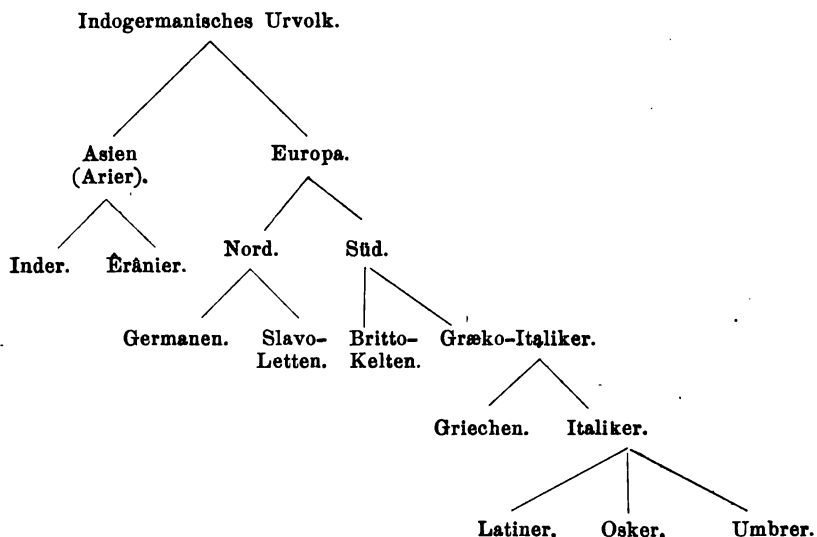 Indogermanisches Urvolk.
Asien
(Arier).
Europa.
Inder.
Êrânier.
Nord.
Süd.
Germanen.
Slavo-
Letten.
Britto-
Kelten.
Græko-Italiker.
Griechen.
Italiker.
Latiner.
Osker.
Umbrer.